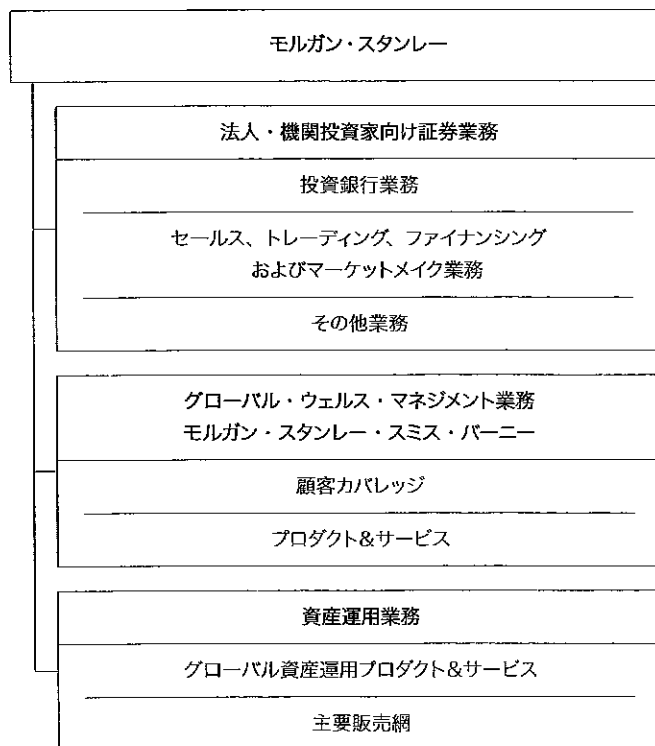 モルガン・スタンレー
法人・機関投資家向け証券業務
投資銀行業務
セールス、トレーディング、ファイナンシング
およびマーケットメイク業務
その他業務
グローバル・ウェルス・マネジメント業務
モルガン・スタンレー・スミス・バーニー
顧客カバレッジ
プロダクト&サービス
資産運用業務
グローバル資産運用プロダクト&サービス
主要販売網